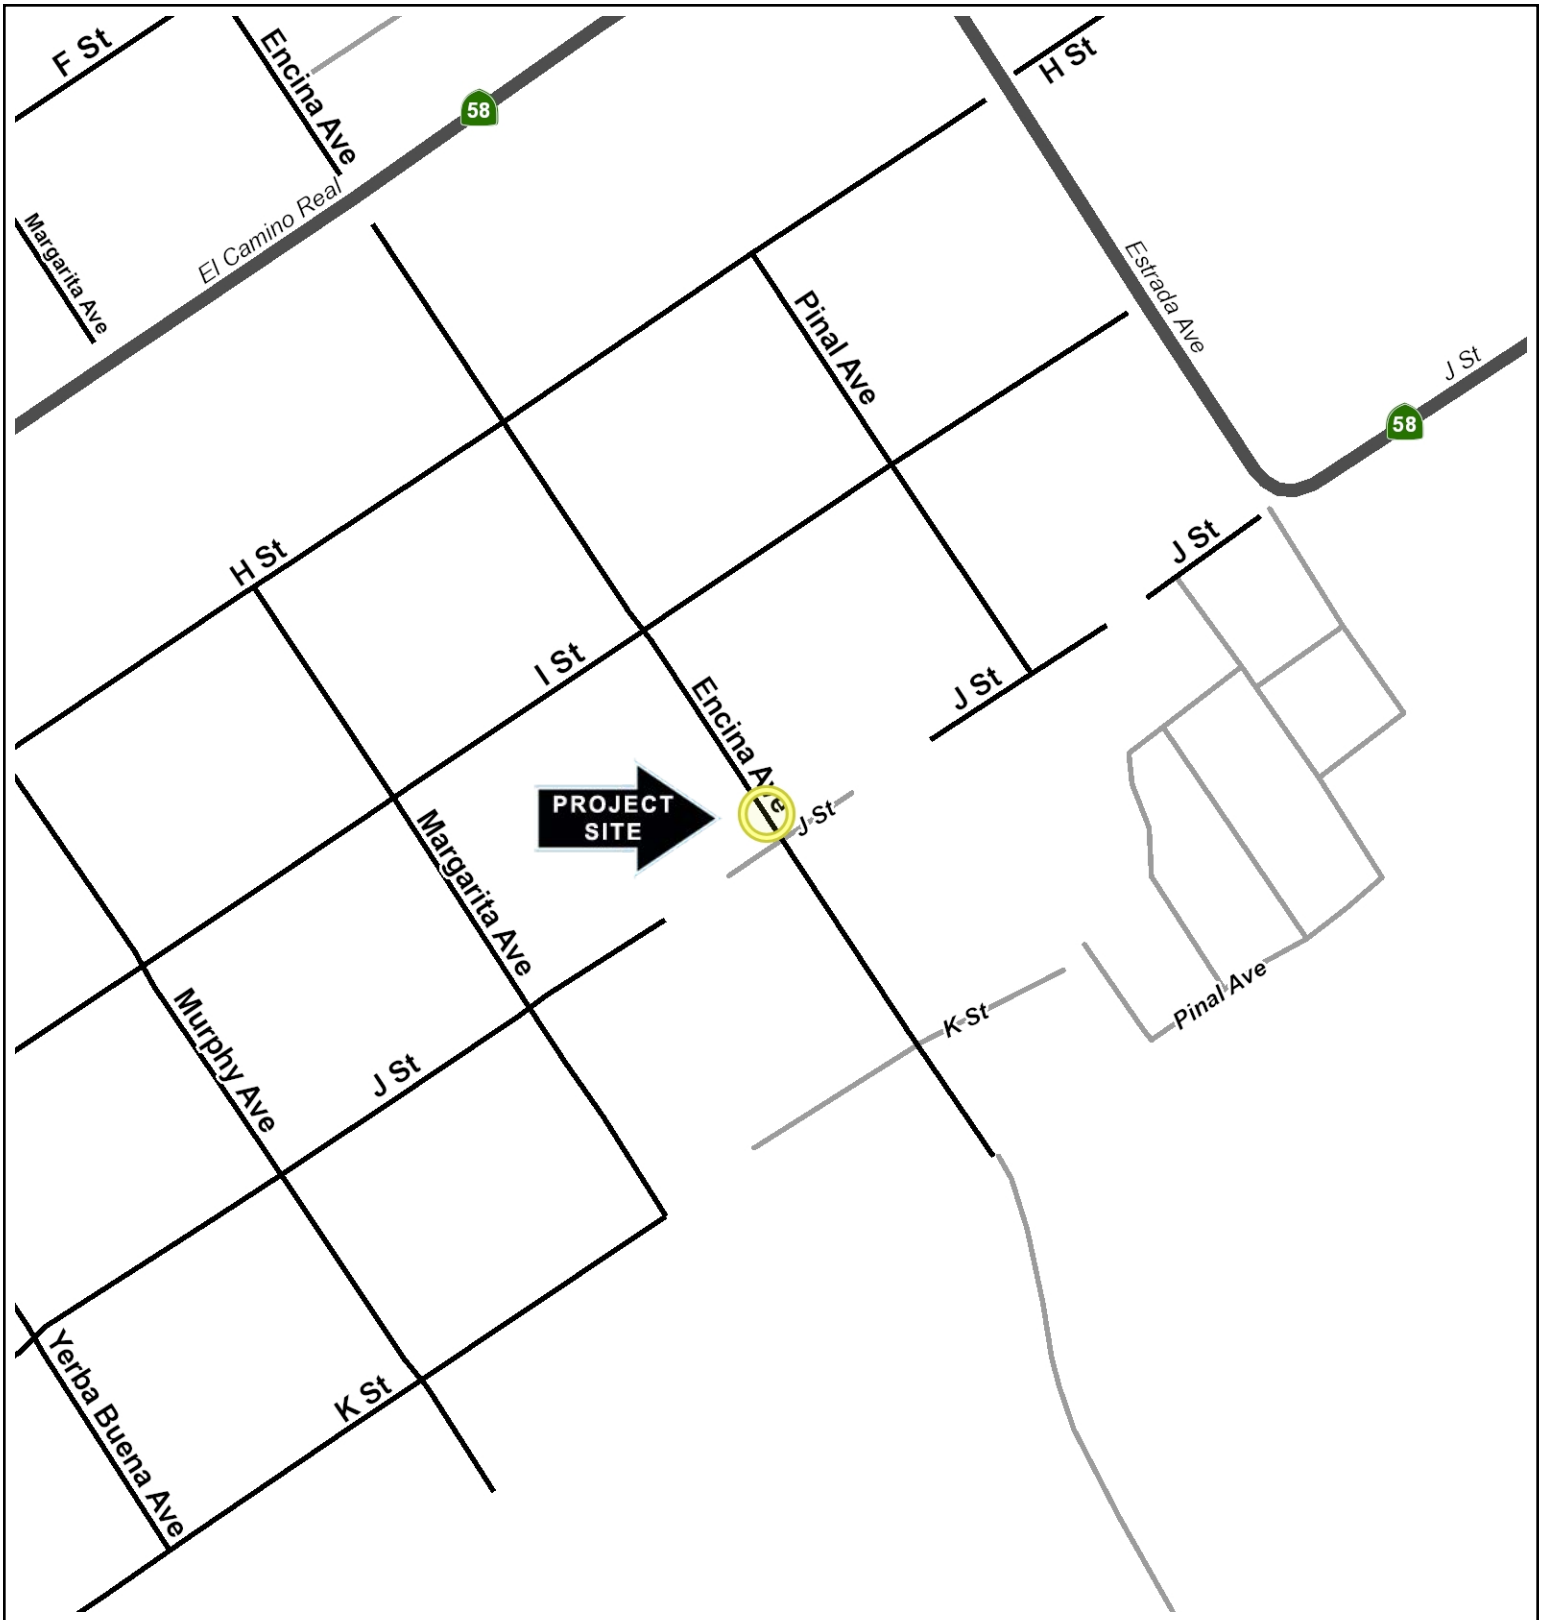 F St
Encina Ave
58
H St
El Camino Real
Margarita Ave
Estrada Ave
J St
58
Pinal Ave
H St
J St
I St
J St
Encina Ave
PROJECT
SITE
J St
Margarita Ave
Pinal Ave
K St
Murphy Ave
J St
K St
Yerba Buena Ave